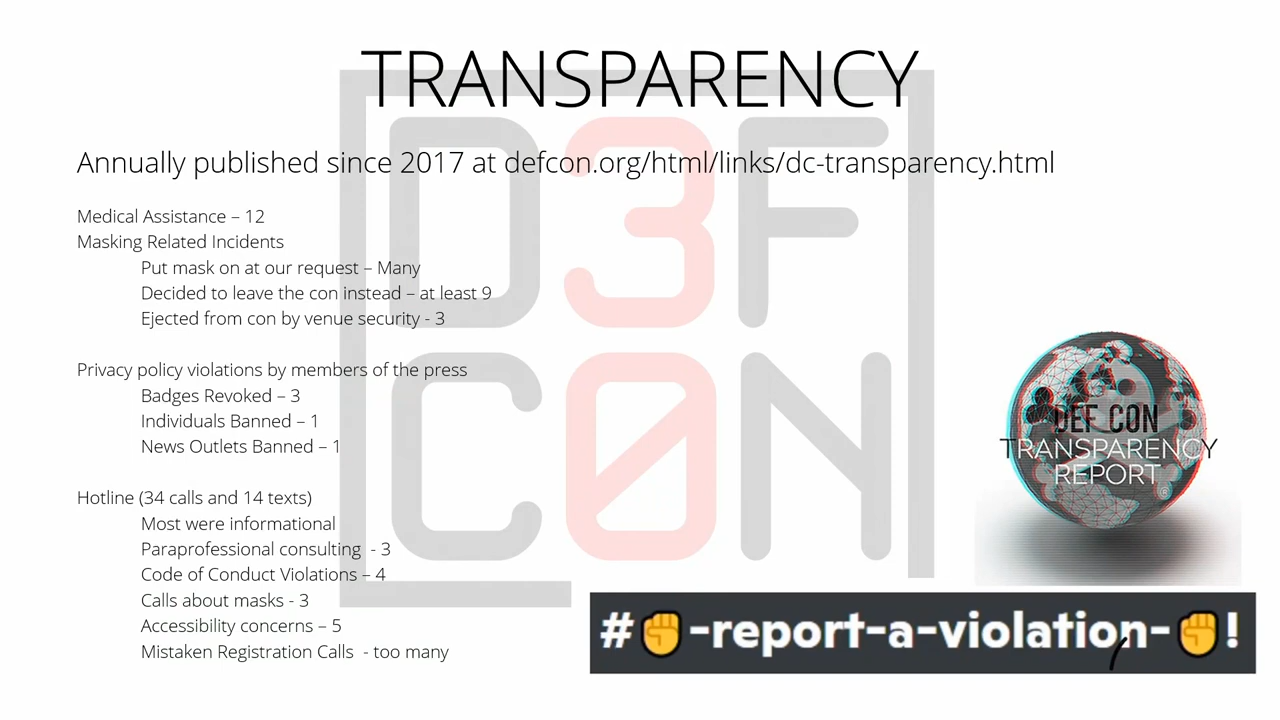 TRANSPARENCY
Annually published since 2017 at defcon.org/html/links/dc-transparency.html
Medical Assistance – 12
Masking Related Incidents
Put mask on at our request – Many
Decided to leave the con instead – at least 9
Ejected from con by venue security - 3
Privacy policy violations by members of the press
Badges Revoked – 3
Individuals Banned – 1
News Outlets Banned – 1
Hotline (34 calls and 14 texts)
Most were informational
Paraprofessional consulting  - 3
Code of Conduct Violations – 4
Calls about masks - 3
Accessibility concerns – 5
Mistaken Registration Calls  - too many
D3F
C0N
DEF CON
TRANSPARENCY
REPORT
#✊-report-a-violation-✊!